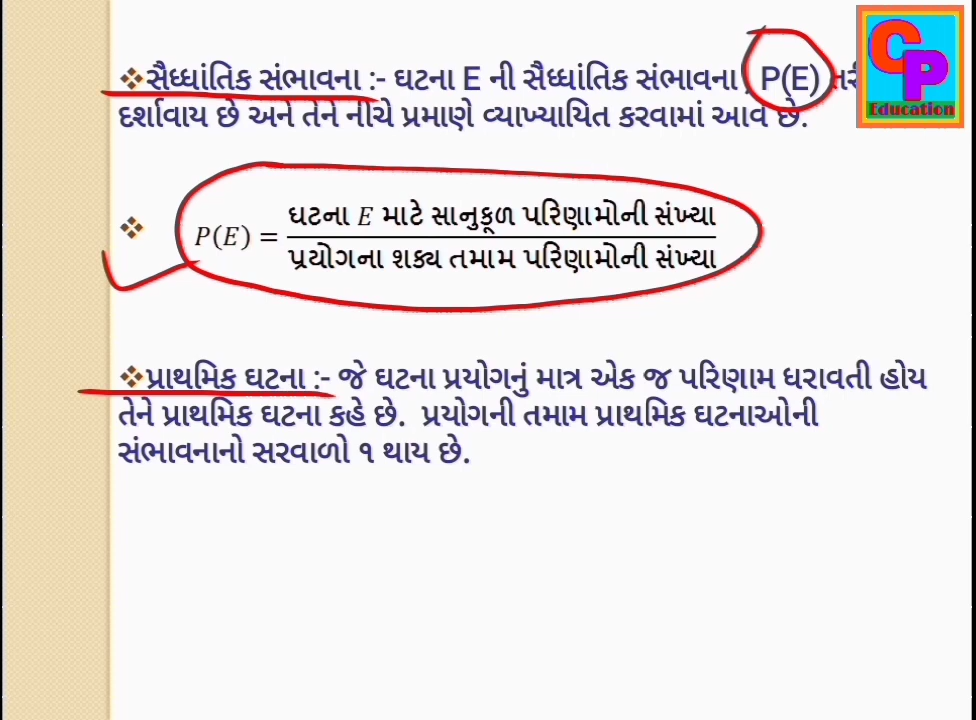 ❖સૈધ્ધાંતિક સંભાવના :- ઘટના E ની સૈધ્ધાંતિક સંભાવના , P(E)
દર્શાવાય છે અને તેને નીચે પ્રમાણે વ્યાખ્યાયિત કરવામાં આવે છે.
❖ P(E) = ઘટના E માટે સાનુકૂળ પરિણામોની સંખ્યા
પ્રયોગના શક્ય તમામ પરિણામોની સંખ્યા
❖પ્રાથમિક ઘટના :- જે ઘટના પ્રયોગનું માત્ર એક જ પરિણામ ધરાવતી હોય
તેને પ્રાથમિક ઘટના કહે છે. પ્રયોગની તમામ પ્રાથમિક ઘટનાઓની
સંભાવનાનો સરવાળો ૧ થાય છે.
CP
Education